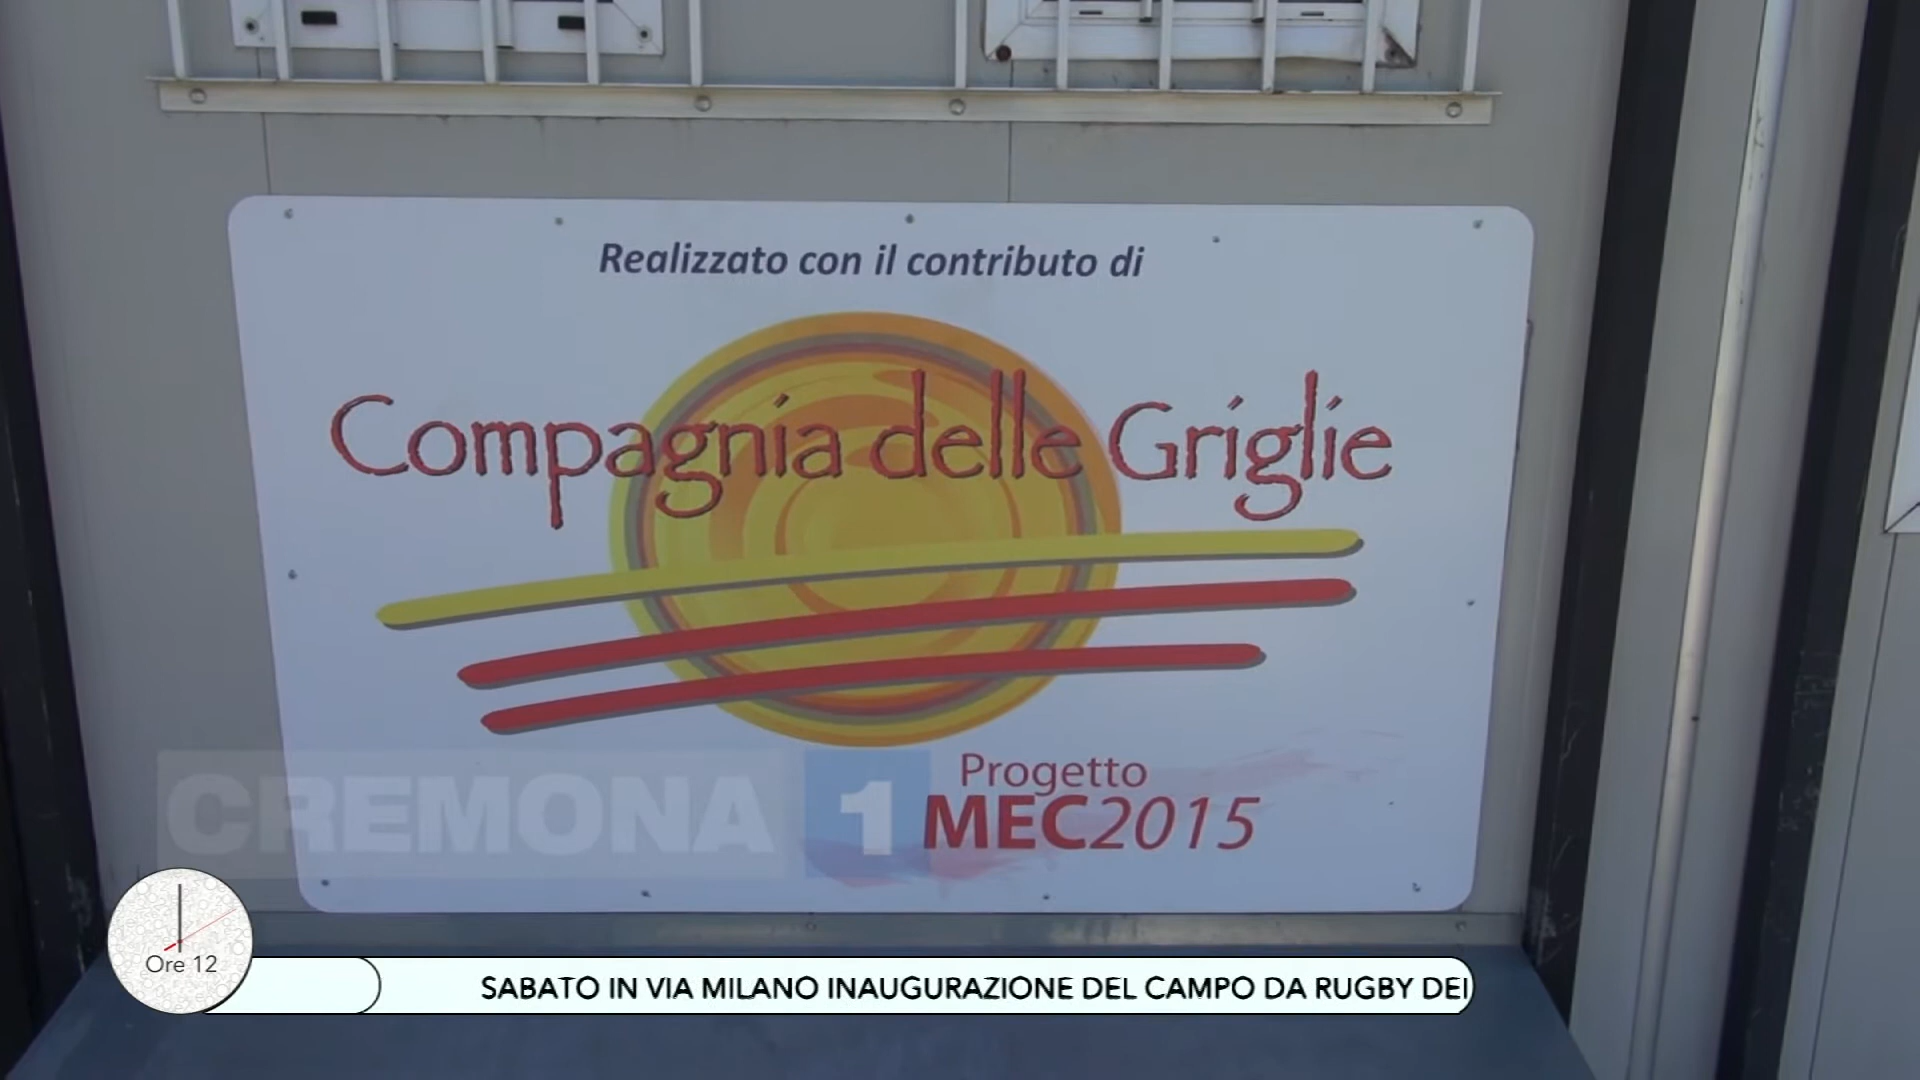 Realizzato con il contributo di
Compagnia delle Griglie
Progetto
MEC2015
CREMONA 1
Ore 12
SABATO IN VIA MILANO INAUGURAZIONE DEL CAMPO DA RUGBY DEI